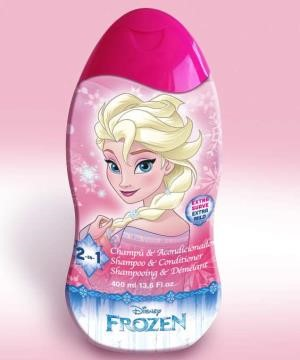 EXTRA
SUAVE
EXTRA
MILD
2-in-1
Champú & Acondicionador
Shampoo & Conditioner
Shampooing & Démêlant
400 ml 13,6 Fl.oz
Disney
FROZEN